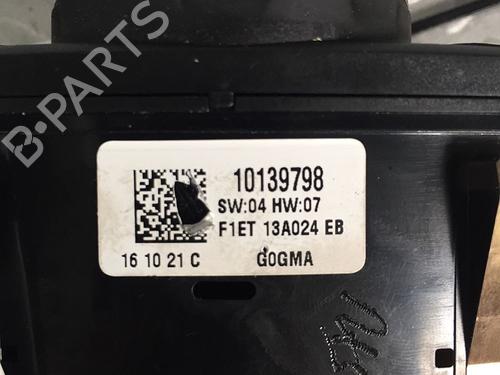 B-PARTS
10139798
SW:04 HW:07
F1ET 13A024 EB
16 10 21 C GOGMA